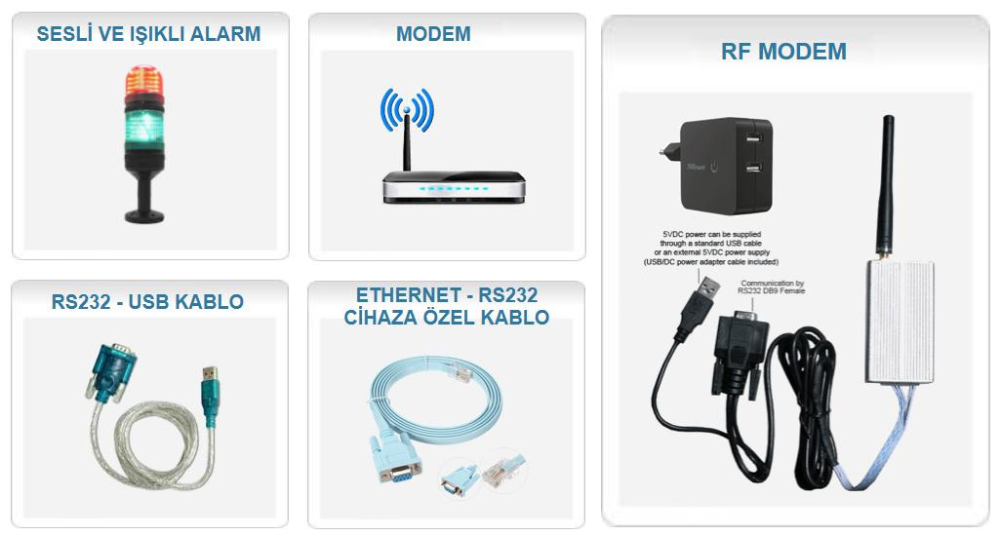 SESLİ VE IŞIKLI ALARM
MODEM
RF MODEM
Trust
5VDC power can be supplied
through a standard USB cable
or an external 5VDC power supply
(USB/DC power adapter cable included)
Communication by
RS232 DB9 Female
RS232 - USB KABLO
ETHERNET - RS232
CİHAZA ÖZEL KABLO